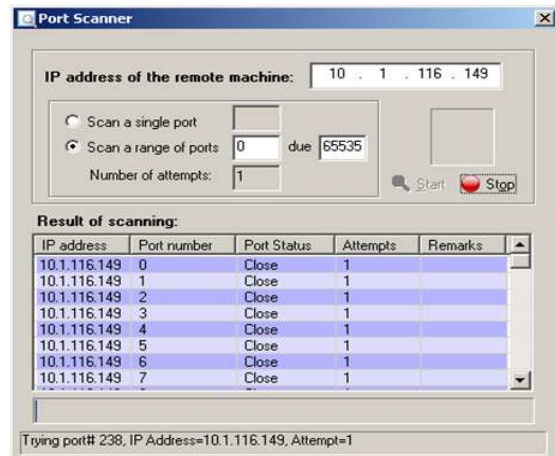 Port Scanner
IP address of the remote machine: 10 . 1 . 116 . 149
Scan a single port
Scan a range of ports 0 due 65535
Number of attempts: 1
Start Stop
Result of scanning:
IP address Port number Port Status Attempts Remarks
10.1.116.149 0 Close 1
10.1.116.149 1 Close 1
10.1.116.149 2 Close 1
10.1.116.149 3 Close 1
10.1.116.149 4 Close 1
10.1.116.149 5 Close 1
10.1.116.149 6 Close 1
10.1.116.149 7 Close 1
Trying port# 238, IP Address=10.1.116.149, Attempt=1